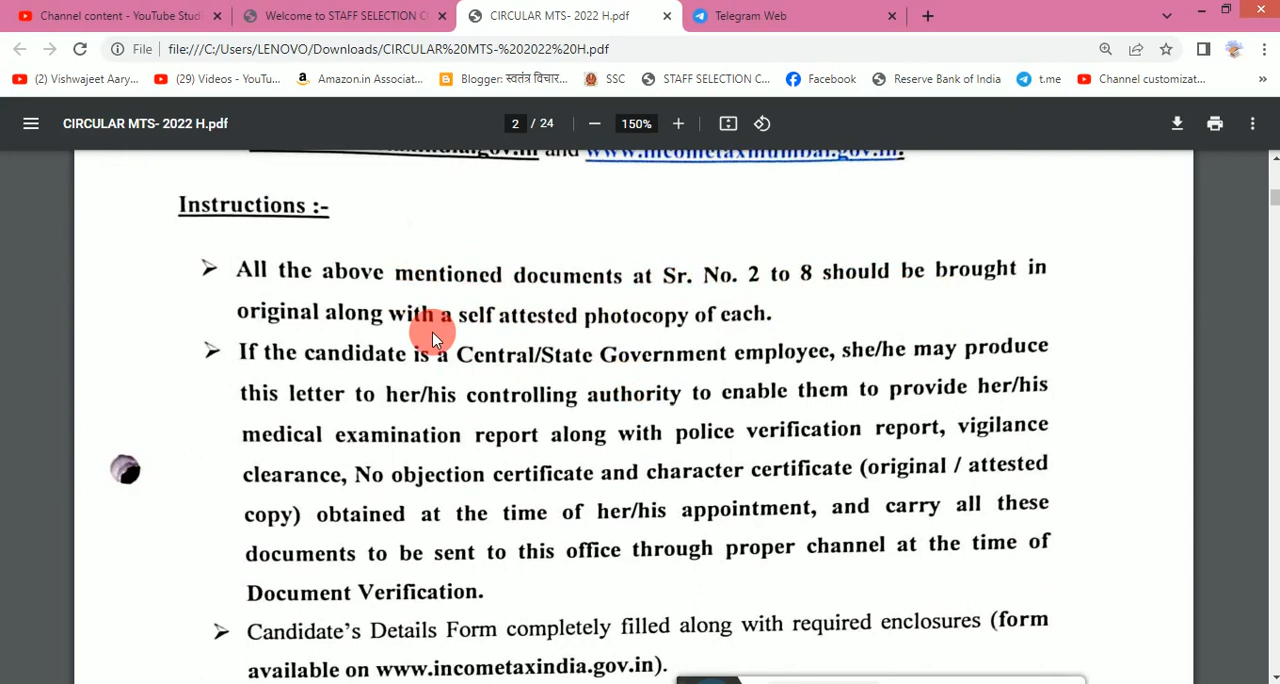 Channel content - YouTube Stud
Welcome to STAFF SELECTION C
CIRCULAR MTS- 2022 H.pdf
Telegram Web
File
file:///C:/Users/LENOVO/Downloads/CIRCULAR%20MTS-%202022%20H.pdf
(2) Vishwajeet Aary...
(29) Videos - YouTu...
Amazon.in Associat...
Blogger: स्वतंत्र विचार...
SSC
STAFF SELECTION C...
Facebook
Reserve Bank of India
t.me
Channel customizat...
»
CIRCULAR MTS- 2022 H.pdf
2 / 24
150%
and www.incometaxmumbai.gov.in.
Instructions :-
➢ All the above mentioned documents at Sr. No. 2 to 8 should be brought in
original along with a self attested photocopy of each.
➢ If the candidate is a Central/State Government employee, she/he may produce
this letter to her/his controlling authority to enable them to provide her/his
medical examination report along with police verification report, vigilance
clearance, No objection certificate and character certificate (original / attested
copy) obtained at the time of her/his appointment, and carry all these
documents to be sent to this office through proper channel at the time of
Document Verification.
➢ Candidate's Details Form completely filled along with required enclosures (form
available on www.incometaxindia.gov.in).